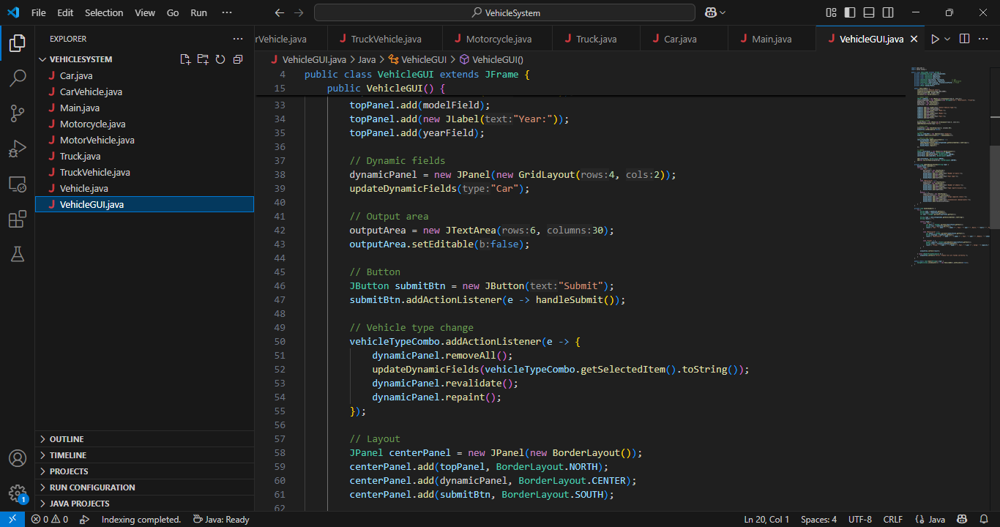 File Edit Selection View Go Run ··· VehicleSystem
EXPLORER ···
rVehicle.java TruckVehicle.java Motorcycle.java Truck.java Car.java Main.java VehicleGUI.java
VEHICLESYSTEM
Car.java
CarVehicle.java
Main.java
Motorcycle.java
MotorVehicle.java
Truck.java
TruckVehicle.java
Vehicle.java
VehicleGUI.java
OUTLINE
TIMELINE
PROJECTS
RUN CONFIGURATION
JAVA PROJECTS
VehicleGUI.java > Java > VehicleGUI > VehicleGUI()
4 public class VehicleGUI extends JFrame {
15 public VehicleGUI() {
33 topPanel.add(modelField);
34 topPanel.add(new JLabel(text:"Year:"));
35 topPanel.add(yearField);
36
37 // Dynamic fields
38 dynamicPanel = new JPanel(new GridLayout(rows:4, cols:2));
39 updateDynamicFields(type:"Car");
40
41 // Output area
42 outputArea = new JTextArea(rows:6, columns:30);
43 outputArea.setEditable(b:false);
44
45 // Button
46 JButton submitBtn = new JButton(text:"Submit");
47 submitBtn.addActionListener(e -> handleSubmit());
48
49 // Vehicle type change
50 vehicleTypeCombo.addActionListener(e -> {
51 dynamicPanel.removeAll();
52 updateDynamicFields(vehicleTypeCombo.getSelectedItem().toString());
53 dynamicPanel.revalidate();
54 dynamicPanel.repaint();
55 });
56
57 // Layout
58 JPanel centerPanel = new JPanel(new BorderLayout());
59 centerPanel.add(topPanel, BorderLayout.NORTH);
60 centerPanel.add(dynamicPanel, BorderLayout.CENTER);
61 centerPanel.add(submitBtn, BorderLayout.SOUTH);
62
1
0 0 Indexing completed. Java: Ready Ln 20, Col 1 Spaces: 4 UTF-8 CRLF {} Java